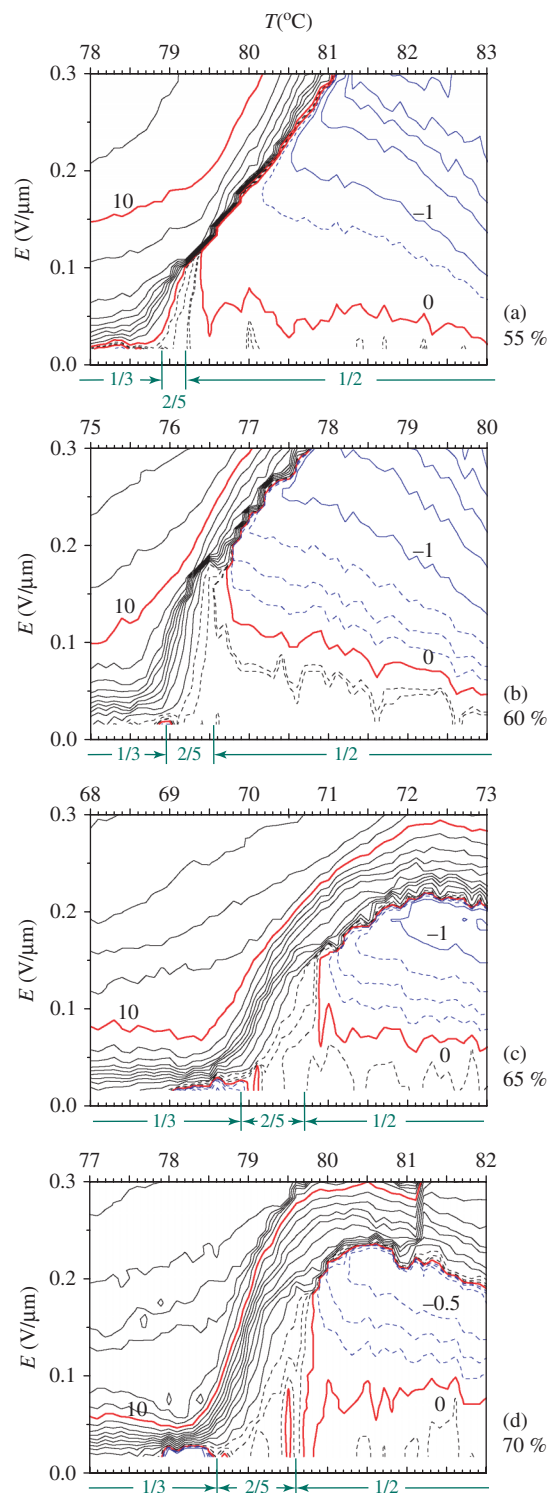 T(°C)
78 79 80 81 82 83
0.3
0.2
0.1
0.0
E (V/μm)
10
–1
0
(a)
55 %
1/3 2/5 1/2
75 76 77 78 79 80
0.3
0.2
0.1
0.0
E (V/μm)
10
–1
0
(b)
60 %
1/3 2/5 1/2
68 69 70 71 72 73
0.3
0.2
0.1
0.0
E (V/μm)
10
–1
0
(c)
65 %
1/3 2/5 1/2
77 78 79 80 81 82
0.3
0.2
0.1
0.0
E (V/μm)
10
–0.5
0
(d)
70 %
1/3 2/5 1/2